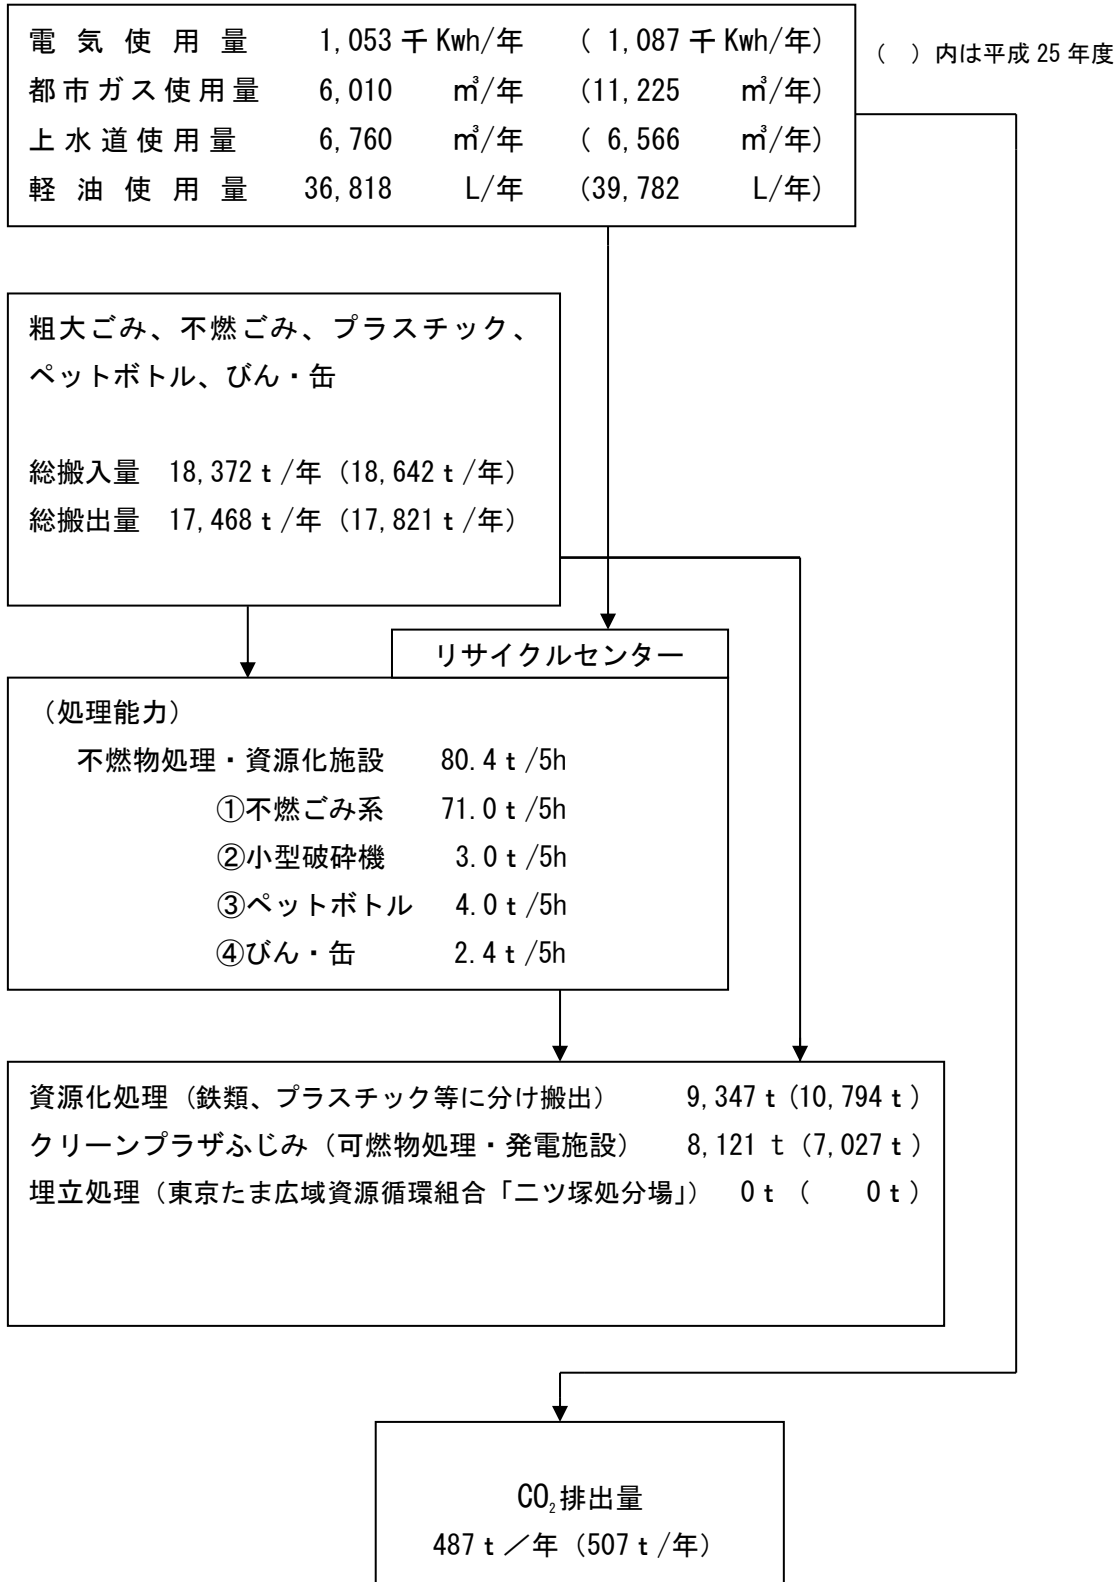 電気使用量 1,053千Kwh/年 (1,087千Kwh/年)
( )内は平成25年度
都市ガス使用量 6,010 ㎥/年 (11,225 ㎥/年)
上水道使用量 6,760 ㎥/年 (6,566 ㎥/年)
軽油使用量 36,818 L/年 (39,782 L/年)
粗大ごみ、不燃ごみ、プラスチック、
ペットボトル、びん・缶
総搬入量 18,372t/年(18,642t/年)
総搬出量 17,468t/年(17,821t/年)
リサイクルセンター
(処理能力)
不燃物処理・資源化施設 80.4t/5h
①不燃ごみ系 71.0t/5h
②小型破砕機 3.0t/5h
③ペットボトル 4.0t/5h
④びん・缶 2.4t/5h
資源化処理(鉄類、プラスチック等に分け搬出) 9,347t(10,794t)
クリーンプラザふじみ(可燃物処理・発電施設) 8,121t(7,027t)
埋立処理(東京たま広域資源循環組合「二ツ塚処分場」) 0t( 0t)
CO₂排出量
487t/年(507t/年)